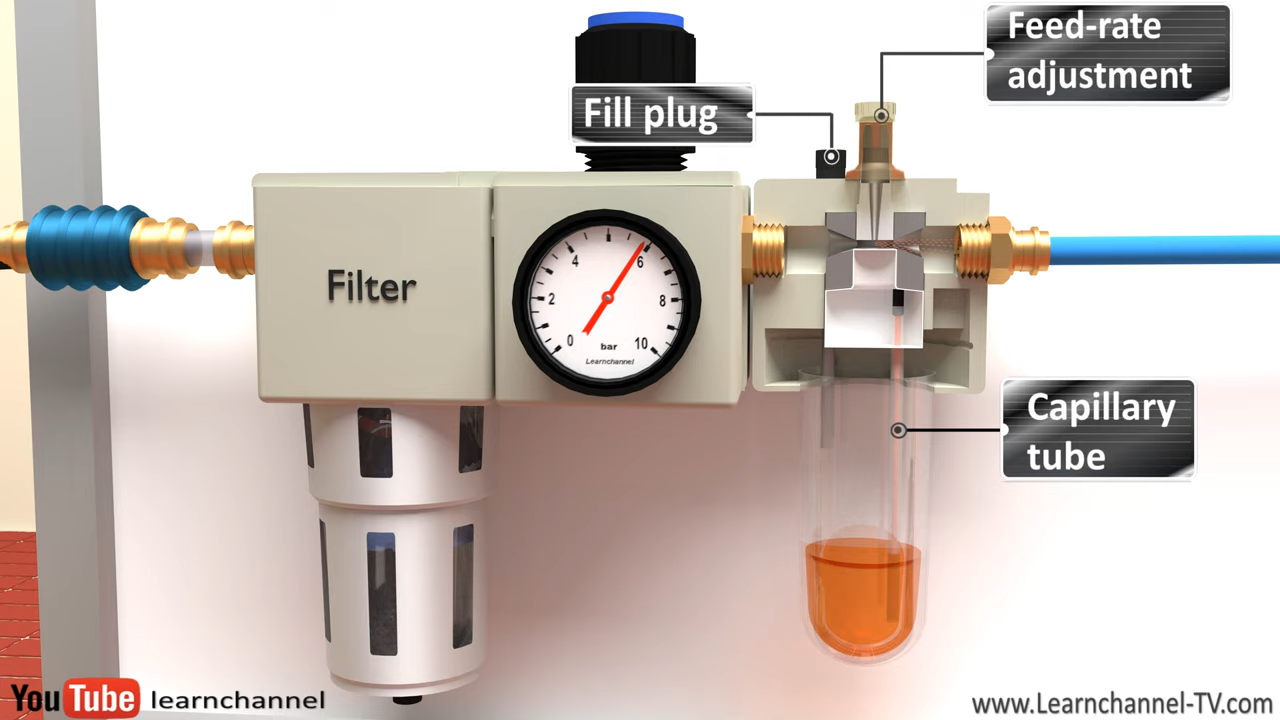 Feed-rate
adjustment
Fill plug
Filter
4
6
2
8
0
10
bar
Learnchannel
Capillary
tube
YouTube learnchannel
www.Learnchannel-TV.com